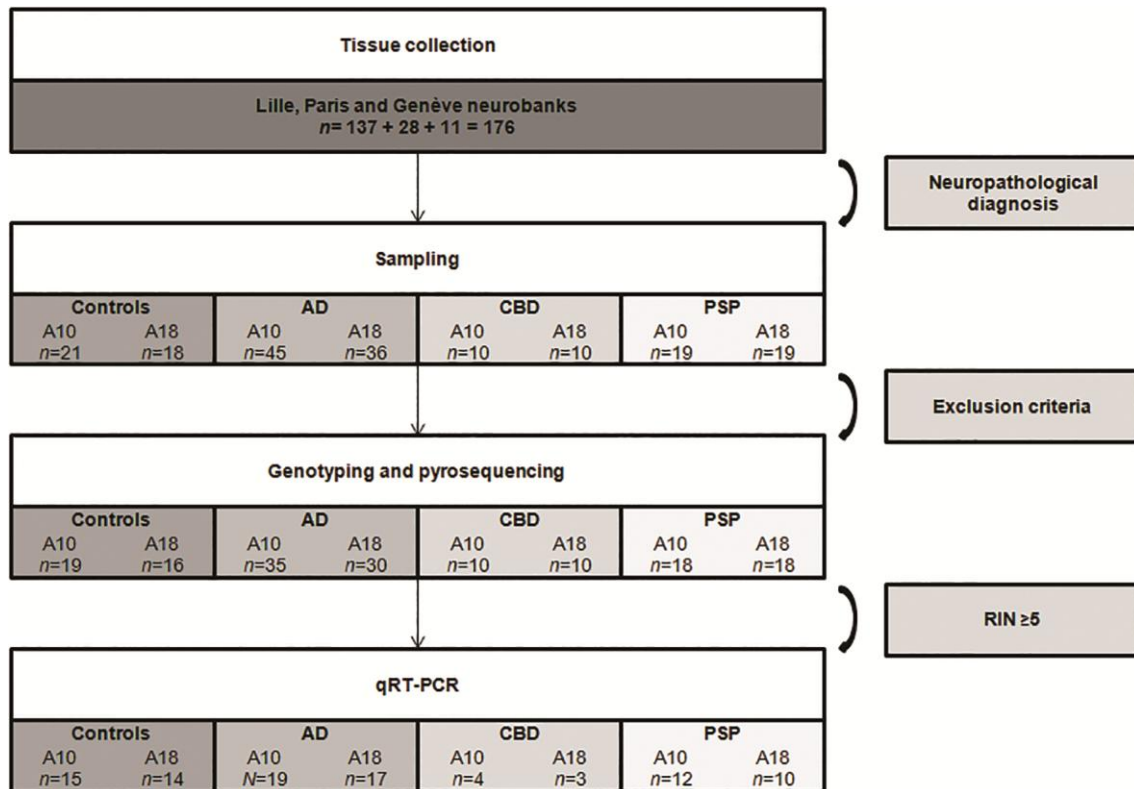 Tissue collection
Lille, Paris and Genève neurobanks
n= 137 + 28 + 11 = 176
Neuropathological
diagnosis
Sampling
Controls AD CBD PSP
A10 A18 A10 A18 A10 A18 A10 A18
n=21 n=18 n=45 n=36 n=10 n=10 n=19 n=19
Exclusion criteria
Genotyping and pyrosequencing
Controls AD CBD PSP
A10 A18 A10 A18 A10 A18 A10 A18
n=19 n=16 n=35 n=30 n=10 n=10 n=18 n=18
RIN ≥5
qRT-PCR
Controls AD CBD PSP
A10 A18 A10 A18 A10 A18 A10 A18
n=15 n=14 N=19 n=17 n=4 n=3 n=12 n=10